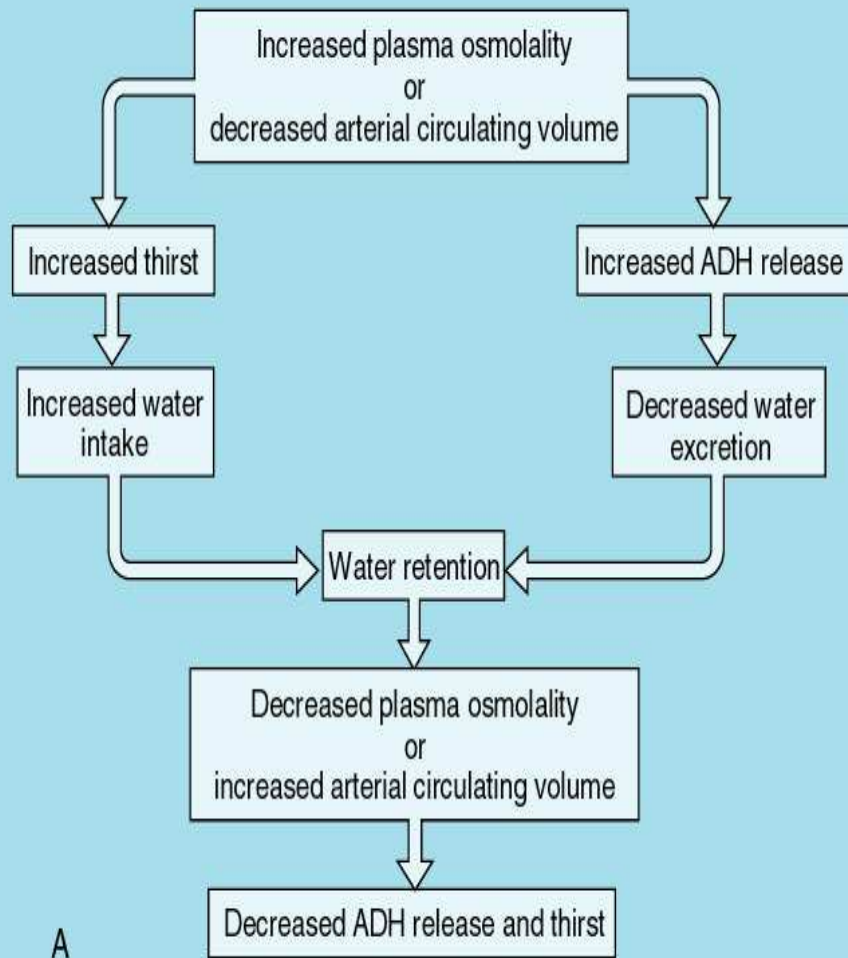 Increased plasma osmolality
or
decreased arterial circulating volume
Increased thirst
Increased ADH release
Increased water
intake
Decreased water
excretion
Water retention
Decreased plasma osmolality
or
increased arterial circulating volume
Decreased ADH release and thirst
A